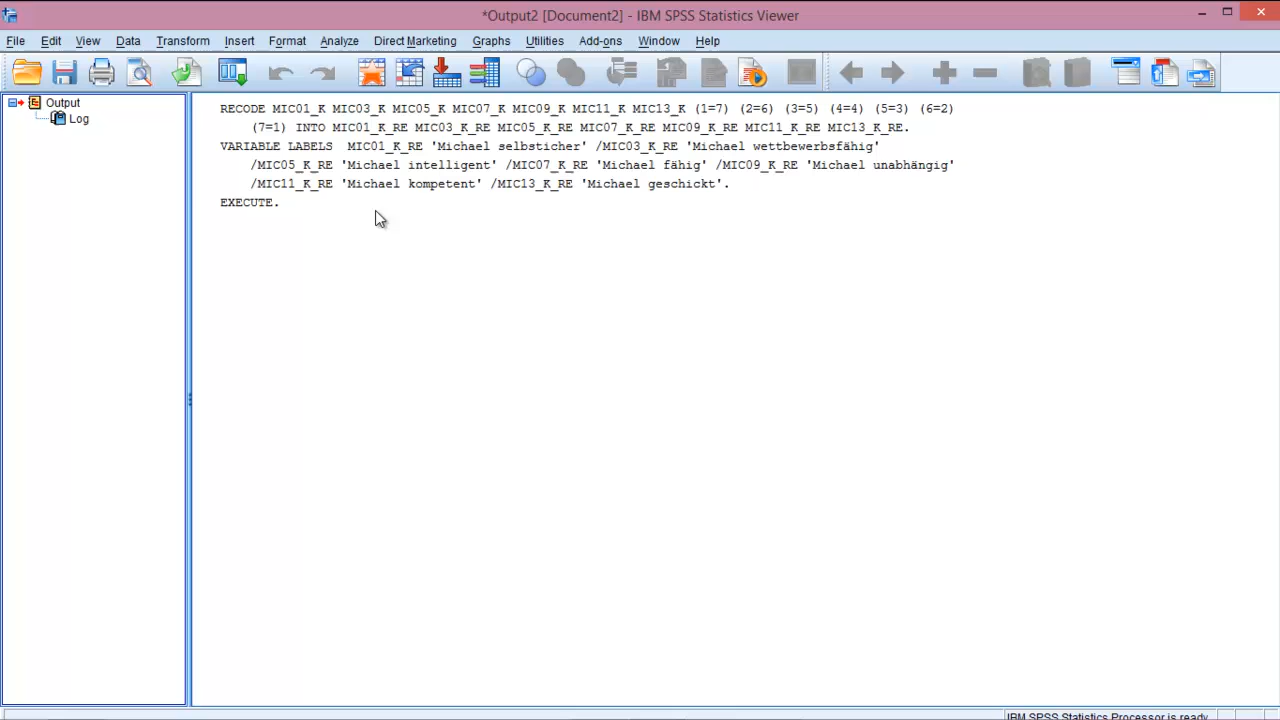 *Output2 [Document2] - IBM SPSS Statistics Viewer
File Edit View Data Transform Insert Format Analyze Direct Marketing Graphs Utilities Add-ons Window Help
Output
Log
RECODE MIC01_K MIC03_K MIC05_K MIC07_K MIC09_K MIC11_K MIC13_K (1=7) (2=6) (3=5) (4=4) (5=3) (6=2)
(7=1) INTO MIC01_K_RE MIC03_K_RE MIC05_K_RE MIC07_K_RE MIC09_K_RE MIC11_K_RE MIC13_K_RE.
VARIABLE LABELS MIC01_K_RE 'Michael selbsticher' /MIC03_K_RE 'Michael wettbewerbsfähig'
/MIC05_K_RE 'Michael intelligent' /MIC07_K_RE 'Michael fähig' /MIC09_K_RE 'Michael unabhängig'
/MIC11_K_RE 'Michael kompetent' /MIC13_K_RE 'Michael geschickt'.
EXECUTE.
IBM SPSS Statistics Processor is ready